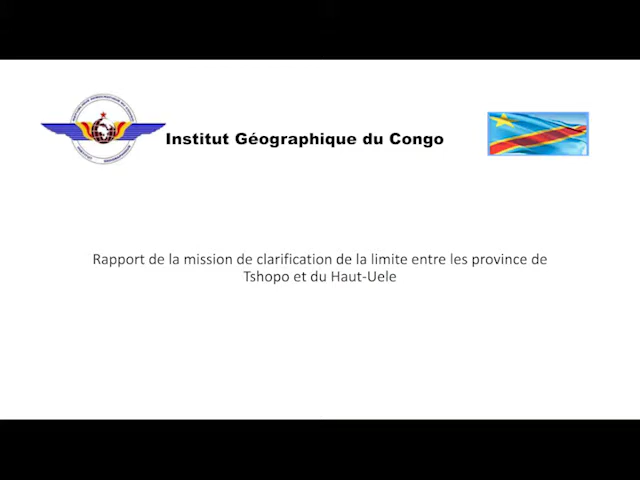 Institut Géographique du Congo
Rapport de la mission de clarification de la limite entre les province de
Tshopo et du Haut-Uele